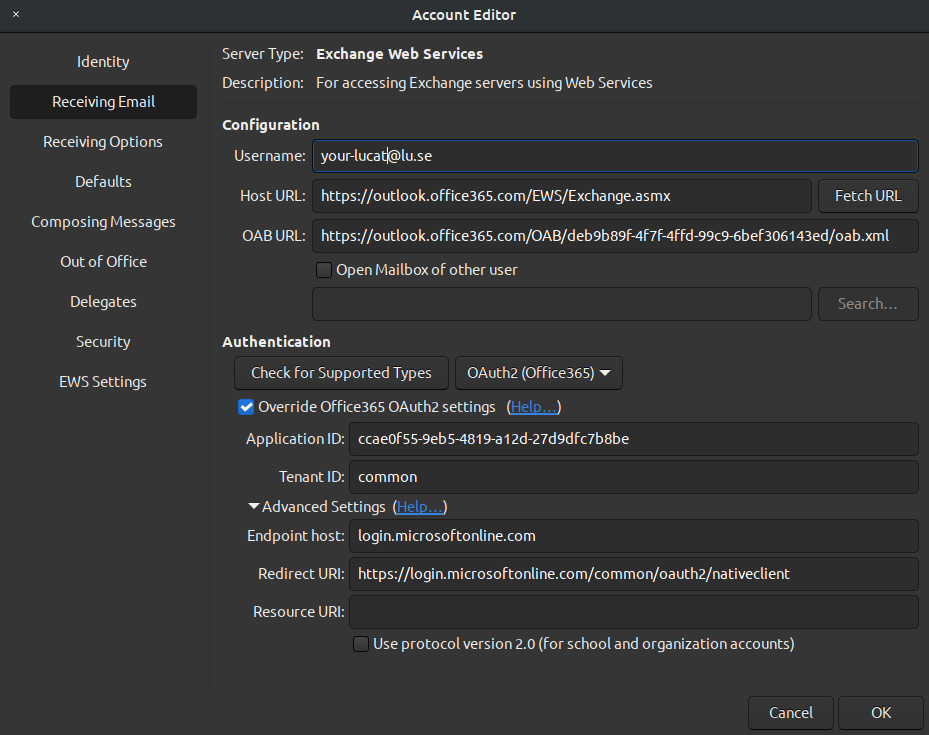 ×
Account Editor
Identity
Receiving Email
Receiving Options
Defaults
Composing Messages
Out of Office
Delegates
Security
EWS Settings
Server Type: Exchange Web Services
Description: For accessing Exchange servers using Web Services
Configuration
Username: your-lucat@lu.se
Host URL: https://outlook.office365.com/EWS/Exchange.asmx Fetch URL
OAB URL: https://outlook.office365.com/OAB/deb9b89f-4f7f-4ffd-99c9-6bef306143ed/oab.xml
Open Mailbox of other user
Search...
Authentication
Check for Supported Types OAuth2 (Office365)
Override Office365 OAuth2 settings (Help...)
Application ID: ccae0f55-9eb5-4819-a12d-27d9dfc7b8be
Tenant ID: common
Advanced Settings (Help...)
Endpoint host: login.microsoftonline.com
Redirect URI: https://login.microsoftonline.com/common/oauth2/nativeclient
Resource URI:
Use protocol version 2.0 (for school and organization accounts)
Cancel OK